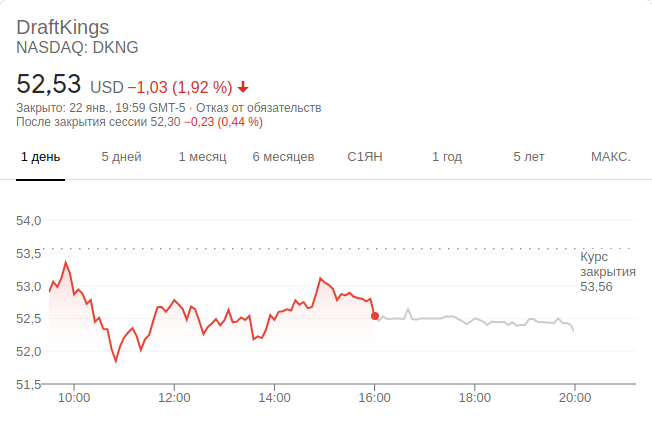 DraftKings
NASDAQ: DKNG
52,53 USD −1,03 (1,92 %)
Закрыто: 22 янв., 19:59 GMT-5 · Отказ от обязательств
После закрытия сессии 52,30 −0,23 (0,44 %)
1 день 5 дней 1 месяц 6 месяцев С1ЯН 1 год 5 лет МАКС.
54,0
53,5
Курс
закрытия
53,56
53,0
52,5
52,0
51,5
10:00 12:00 14:00 16:00 18:00 20:00